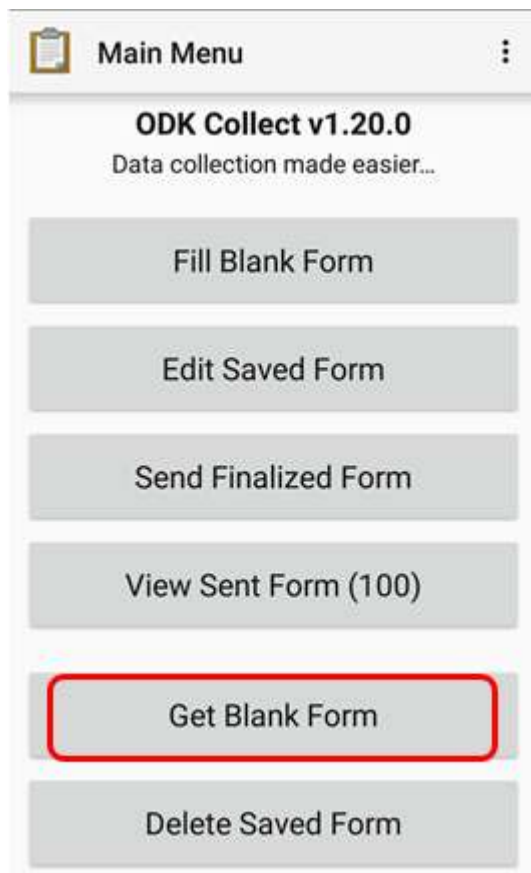 Main Menu
ODK Collect v1.20.0
Data collection made easier...
Fill Blank Form
Edit Saved Form
Send Finalized Form
View Sent Form (100)
Get Blank Form
Delete Saved Form